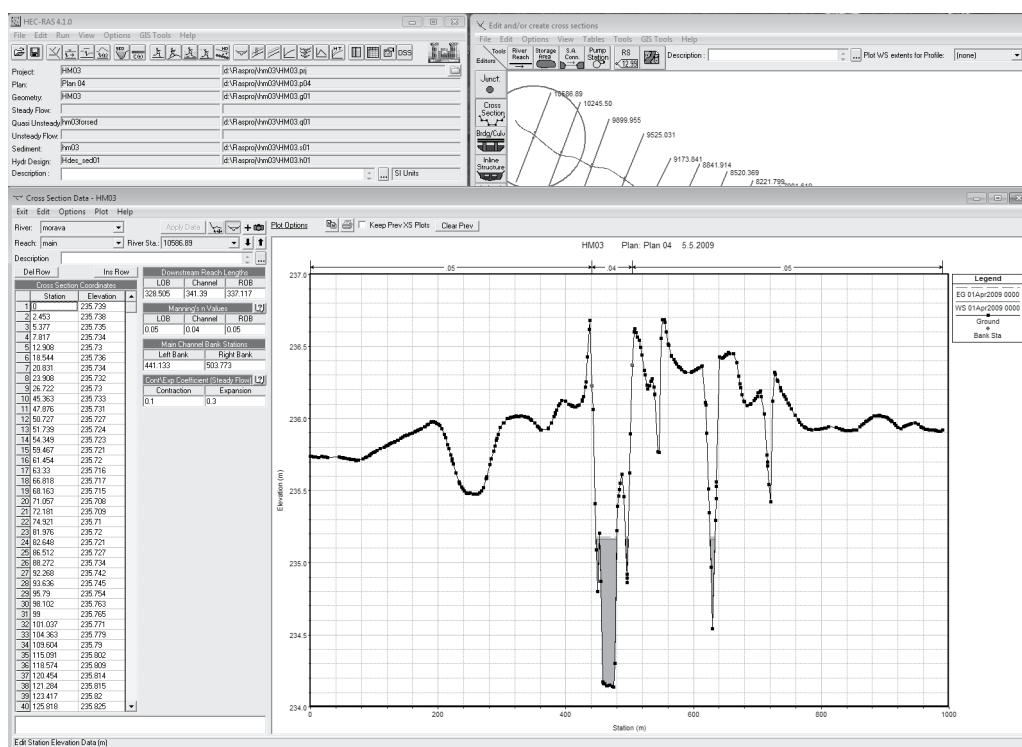 HEC-RAS 4.1.0
File Edit Run View Options GIS Tools Help
Project: HM03 d:\Rasproj\hm03\HM03.prj
Plan: Plan 04 d:\Rasproj\hm03\HM03.p04
Geometry: HM03 d:\Rasproj\hm03\HM03.g01
Steady Flow:
Quasi Unsteady: hm03forsed d:\Rasproj\hm03\HM03.q01
Unsteady Flow:
Sediment: hm03 d:\Rasproj\hm03\HM03.s01
Hydr Design: Hdes_sed01 d:\Rasproj\hm03\HM03.h01
Description : ... SI Units
DSS
Edit and/or create cross sections
File Edit Options View Tables Tools GIS Tools Help
Tools River Reach Storage Area S.A. Conn. Pump Station RS Description : ... Plot WS extents for Profile: (none)
Editors
Junct.
Cross Section
Brdg/Culv
Inline Structure
10586.89
10245.50
9899.955
9525.031
9173.841
8841.914
8520.369
8221.799
Cross Section Data - HM03
Exit Edit Options Plot Help
River: morava Apply Data Plot Options Keep Prev XS Plots Clear Prev
Reach: main River Sta.: 10586.89
Description ...
Del Row Ins Row
Cross Section Coordinates
Station Elevation
1 0 235.739
2 2.453 235.738
3 5.377 235.735
4 7.817 235.734
5 12.908 235.73
6 18.544 235.736
7 20.831 235.734
8 23.908 235.732
9 26.722 235.73
10 45.363 235.733
11 47.876 235.731
12 50.727 235.727
13 51.739 235.724
14 54.349 235.723
15 59.467 235.721
16 61.454 235.72
17 63.33 235.716
18 66.818 235.717
19 68.163 235.715
20 71.057 235.708
21 72.181 235.709
22 74.921 235.71
23 81.976 235.72
24 82.648 235.721
25 86.512 235.727
26 88.272 235.734
27 92.268 235.742
28 93.636 235.745
29 95.79 235.754
30 98.102 235.763
31 99 235.765
32 101.037 235.771
33 104.363 235.779
34 109.604 235.79
35 115.091 235.802
36 118.574 235.809
37 120.454 235.814
38 121.284 235.815
39 123.417 235.82
40 125.818 235.825
Downstream Reach Lengths
LOB Channel ROB
328.505 341.39 337.117
Manning's n Values
LOB Channel ROB
0.05 0.04 0.05
Main Channel Bank Stations
Left Bank Right Bank
441.133 503.773
Cont\Exp Coefficient (Steady Flow)
Contraction Expansion
0.1 0.3
HM03 Plan: Plan 04 5.5.2009
.05 .04 .05
237.0
236.5
236.0
235.5
235.0
234.5
234.0
Elevation (m)
0 200 400 600 800 1000
Station (m)
Legend
EG 01Apr2009 0000
WS 01Apr2009 0000
Ground
Bank Sta
Edit Station Elevation Data (m)